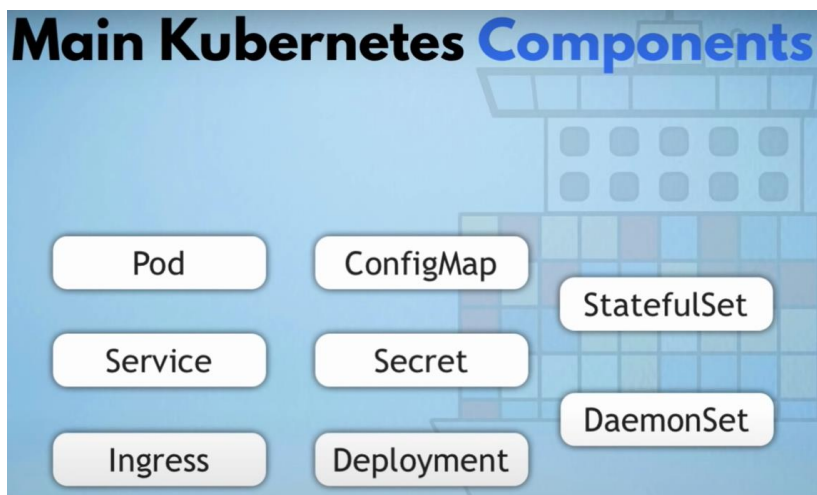 Main Kubernetes Components
Pod
Service
Ingress
ConfigMap
Secret
Deployment
StatefulSet
DaemonSet